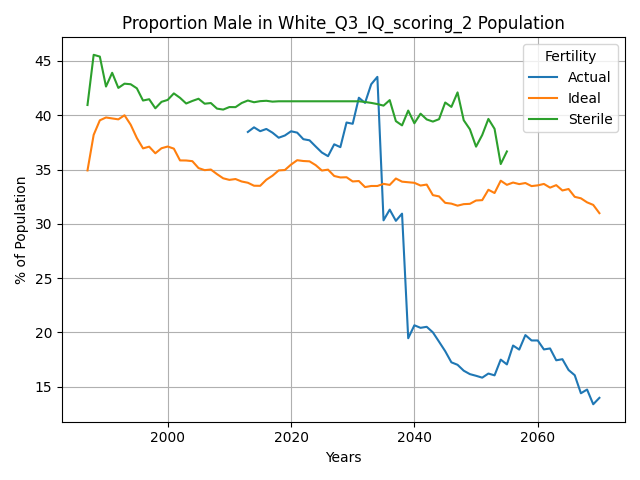 Proportion Male in White_Q3_IQ_scoring_2 Population
Fertility
Actual
Ideal
Sterile
% of Population
45
40
35
30
25
20
15
2000
2020
2040
2060
Years